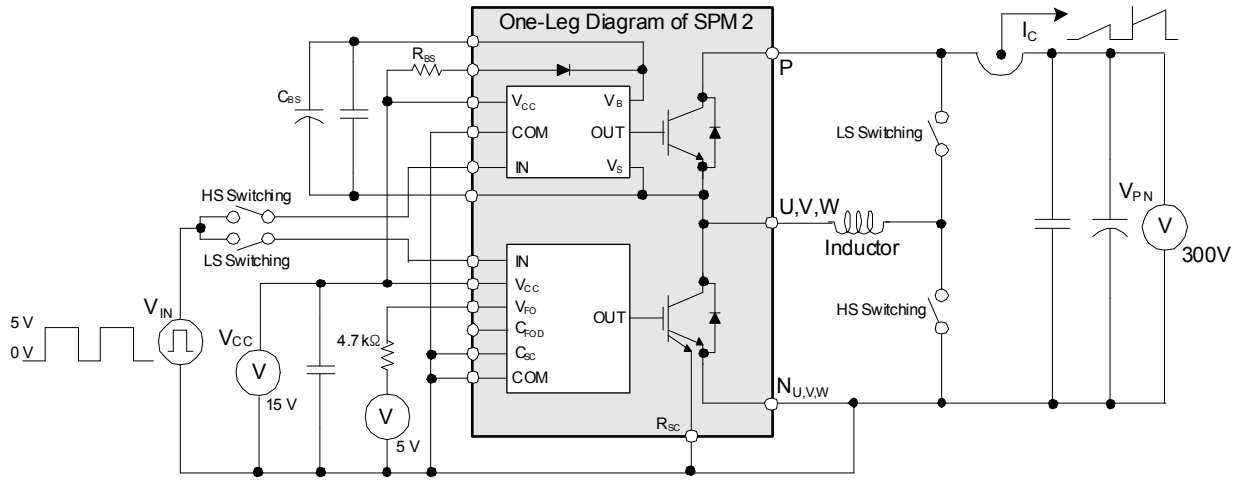 One-Leg Diagram of SPM 2
I_C
R_BS
P
C_BS
V_CC
V_B
COM
OUT
IN
V_S
LS Switching
HS Switching
LS Switching
U,V,W
Inductor
V_PN
V
300V
IN
V_CC
V_FO
C_FOD
C_SC
COM
OUT
HS Switching
V_IN
5 V
0 V
V_CC
V
15 V
4.7 kΩ
V
5 V
N_U,V,W
R_SC